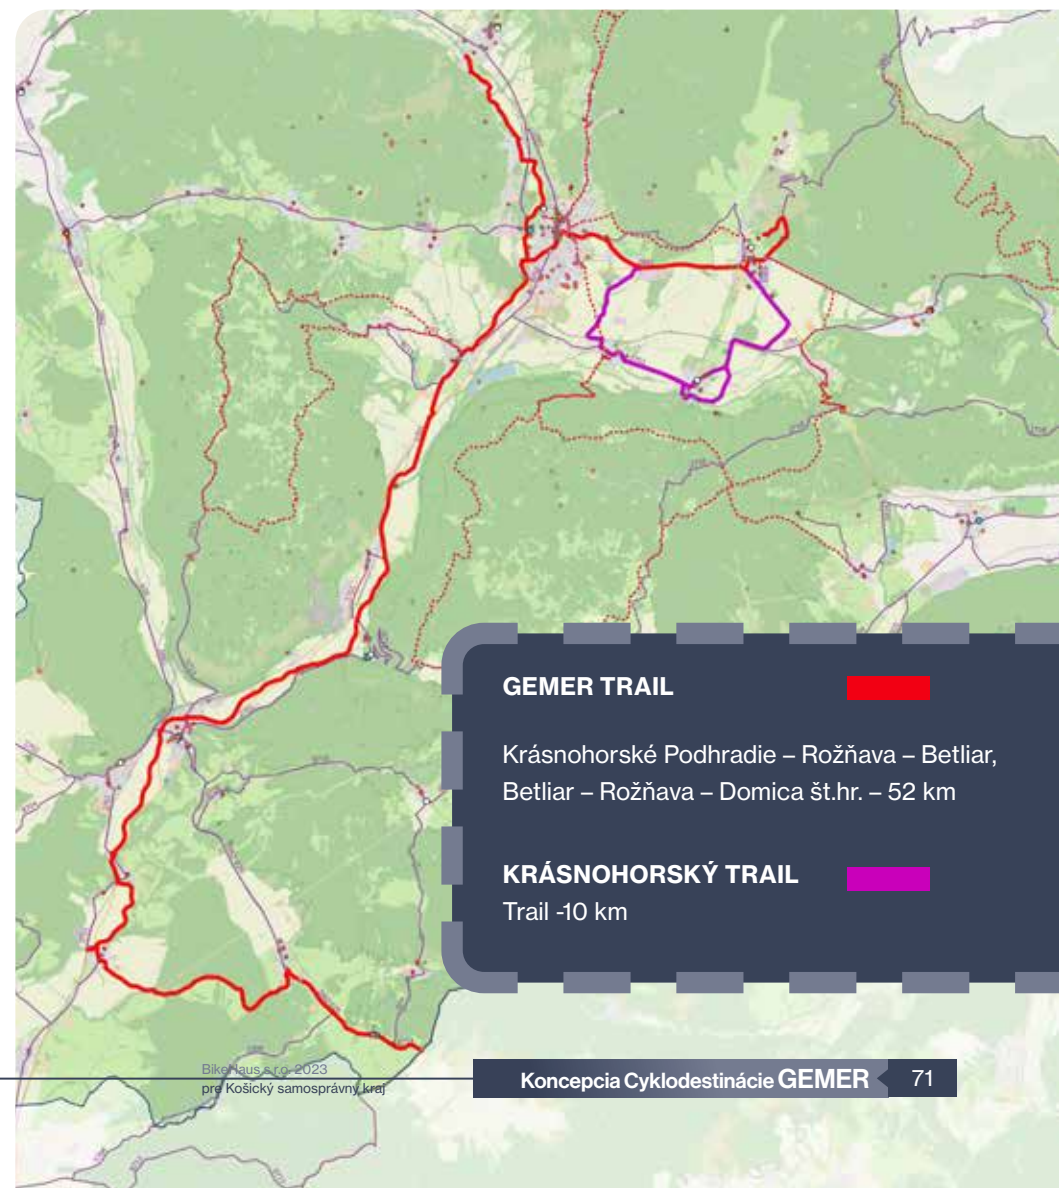 GEMER TRAIL
Krásnohorské Podhradie – Rožňava – Betliar,
Betliar – Rožňava – Domica št.hr. – 52 km
KRÁSNOHORSKÝ TRAIL
Trail -10 km
BikeHaus s.r.o. 2023
pre Košický samosprávny kraj
Koncepcia Cyklodestinácie GEMER
71